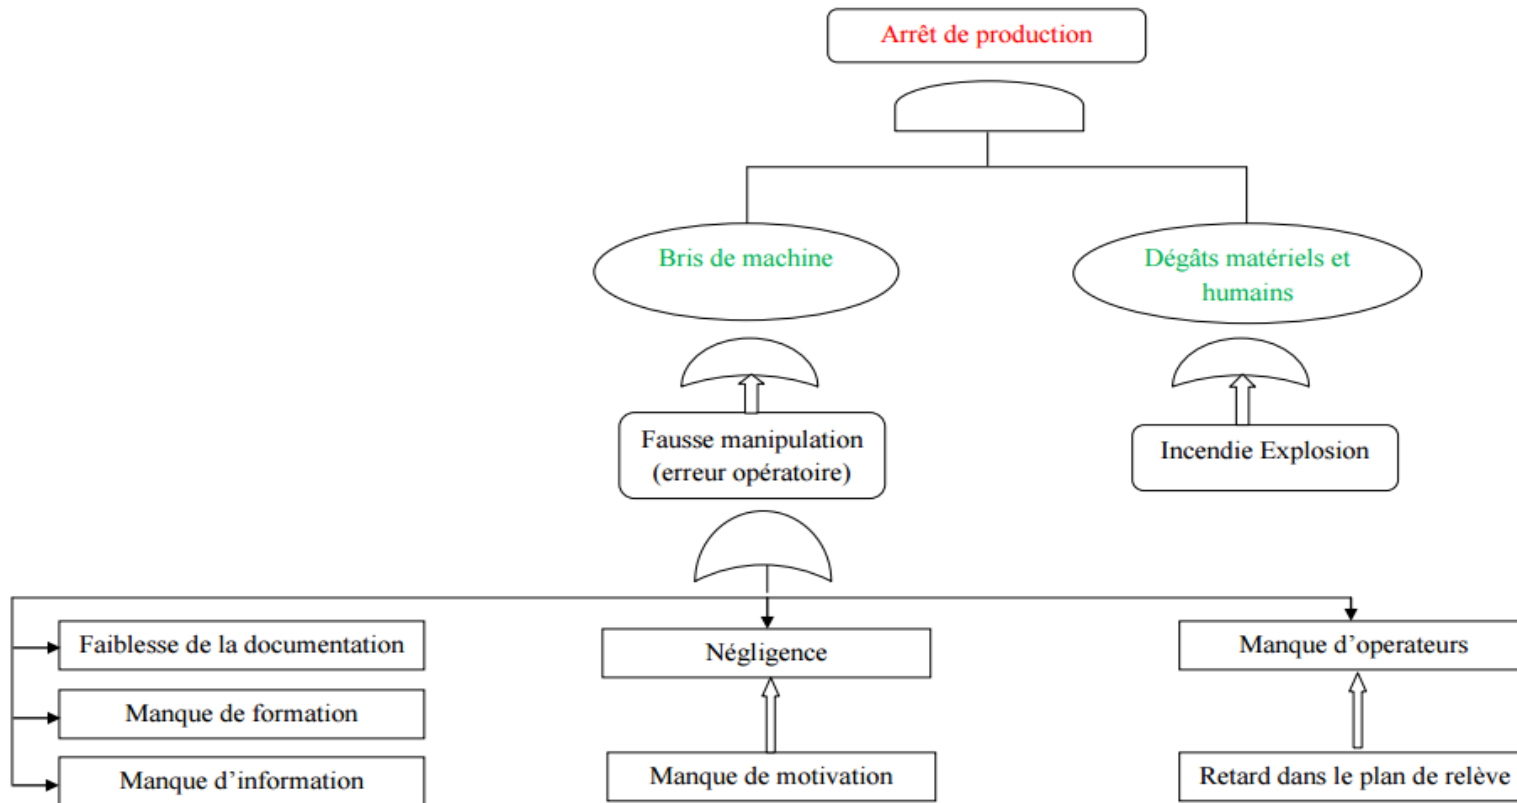 Arrêt de production
Bris de machine
Dégâts matériels et
humains
Fausse manipulation
(erreur opératoire)
Incendie Explosion
Faiblesse de la documentation
Négligence
Manque d’operateurs
Manque de formation
Manque d’information
Manque de motivation
Retard dans le plan de relève